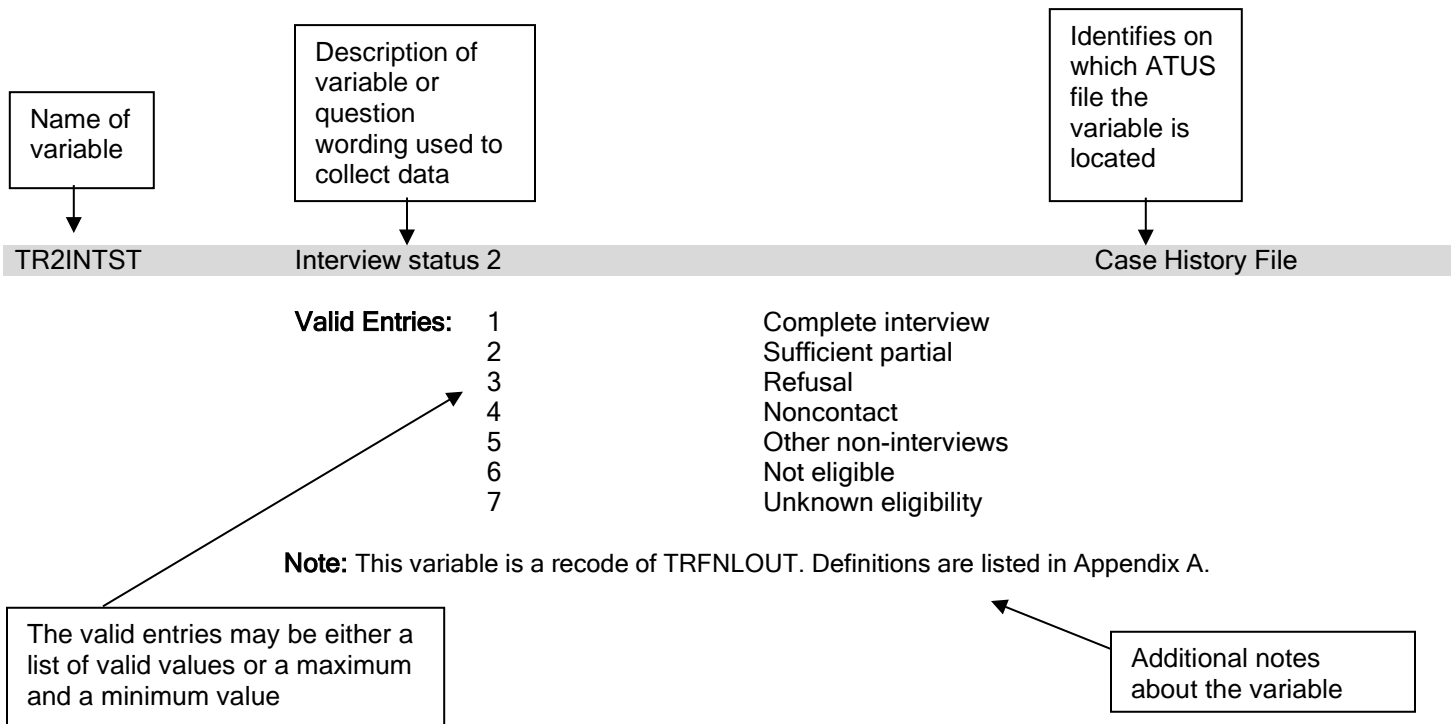 Name of
variable
Description of
variable or
question
wording used to
collect data
Identifies on
which ATUS
file the
variable is
located
TR2INTST Interview status 2 Case History File
Valid Entries: 1 Complete interview
2 Sufficient partial
3 Refusal
4 Noncontact
5 Other non-interviews
6 Not eligible
7 Unknown eligibility
Note: This variable is a recode of TRFNLOUT. Definitions are listed in Appendix A.
The valid entries may be either a
list of valid values or a maximum
and a minimum value
Additional notes
about the variable